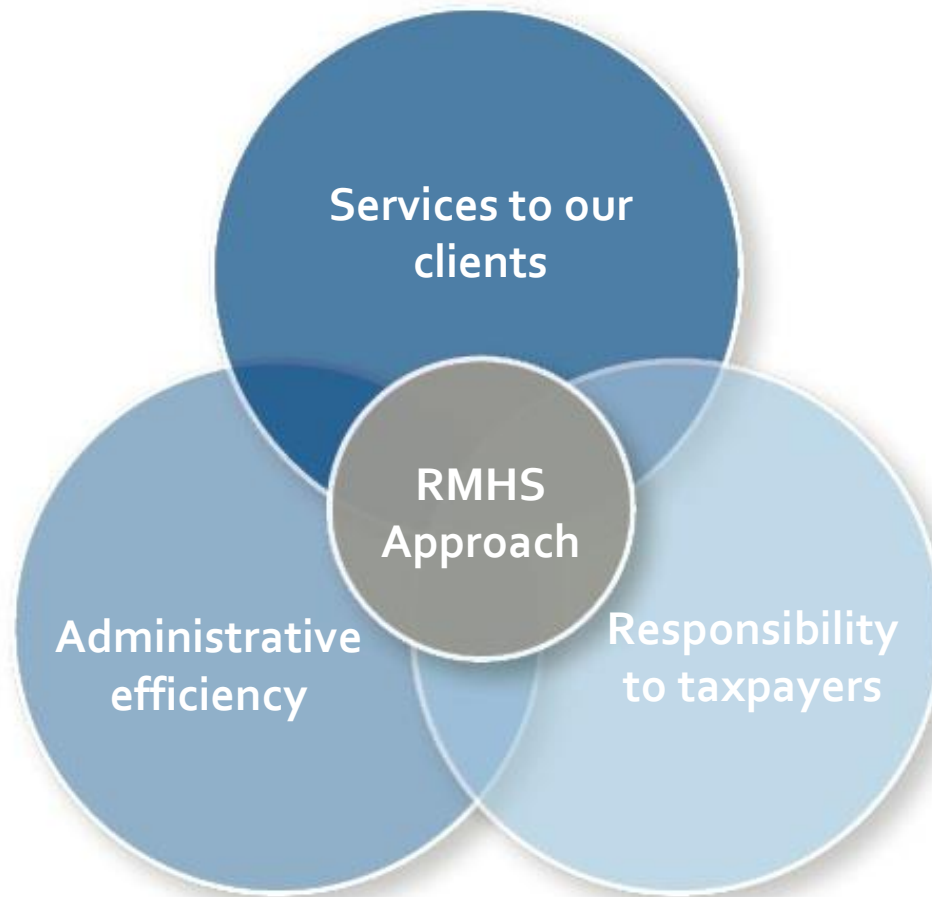 Services to our
clients
RMHS
Approach
Administrative
efficiency
Responsibility
to taxpayers